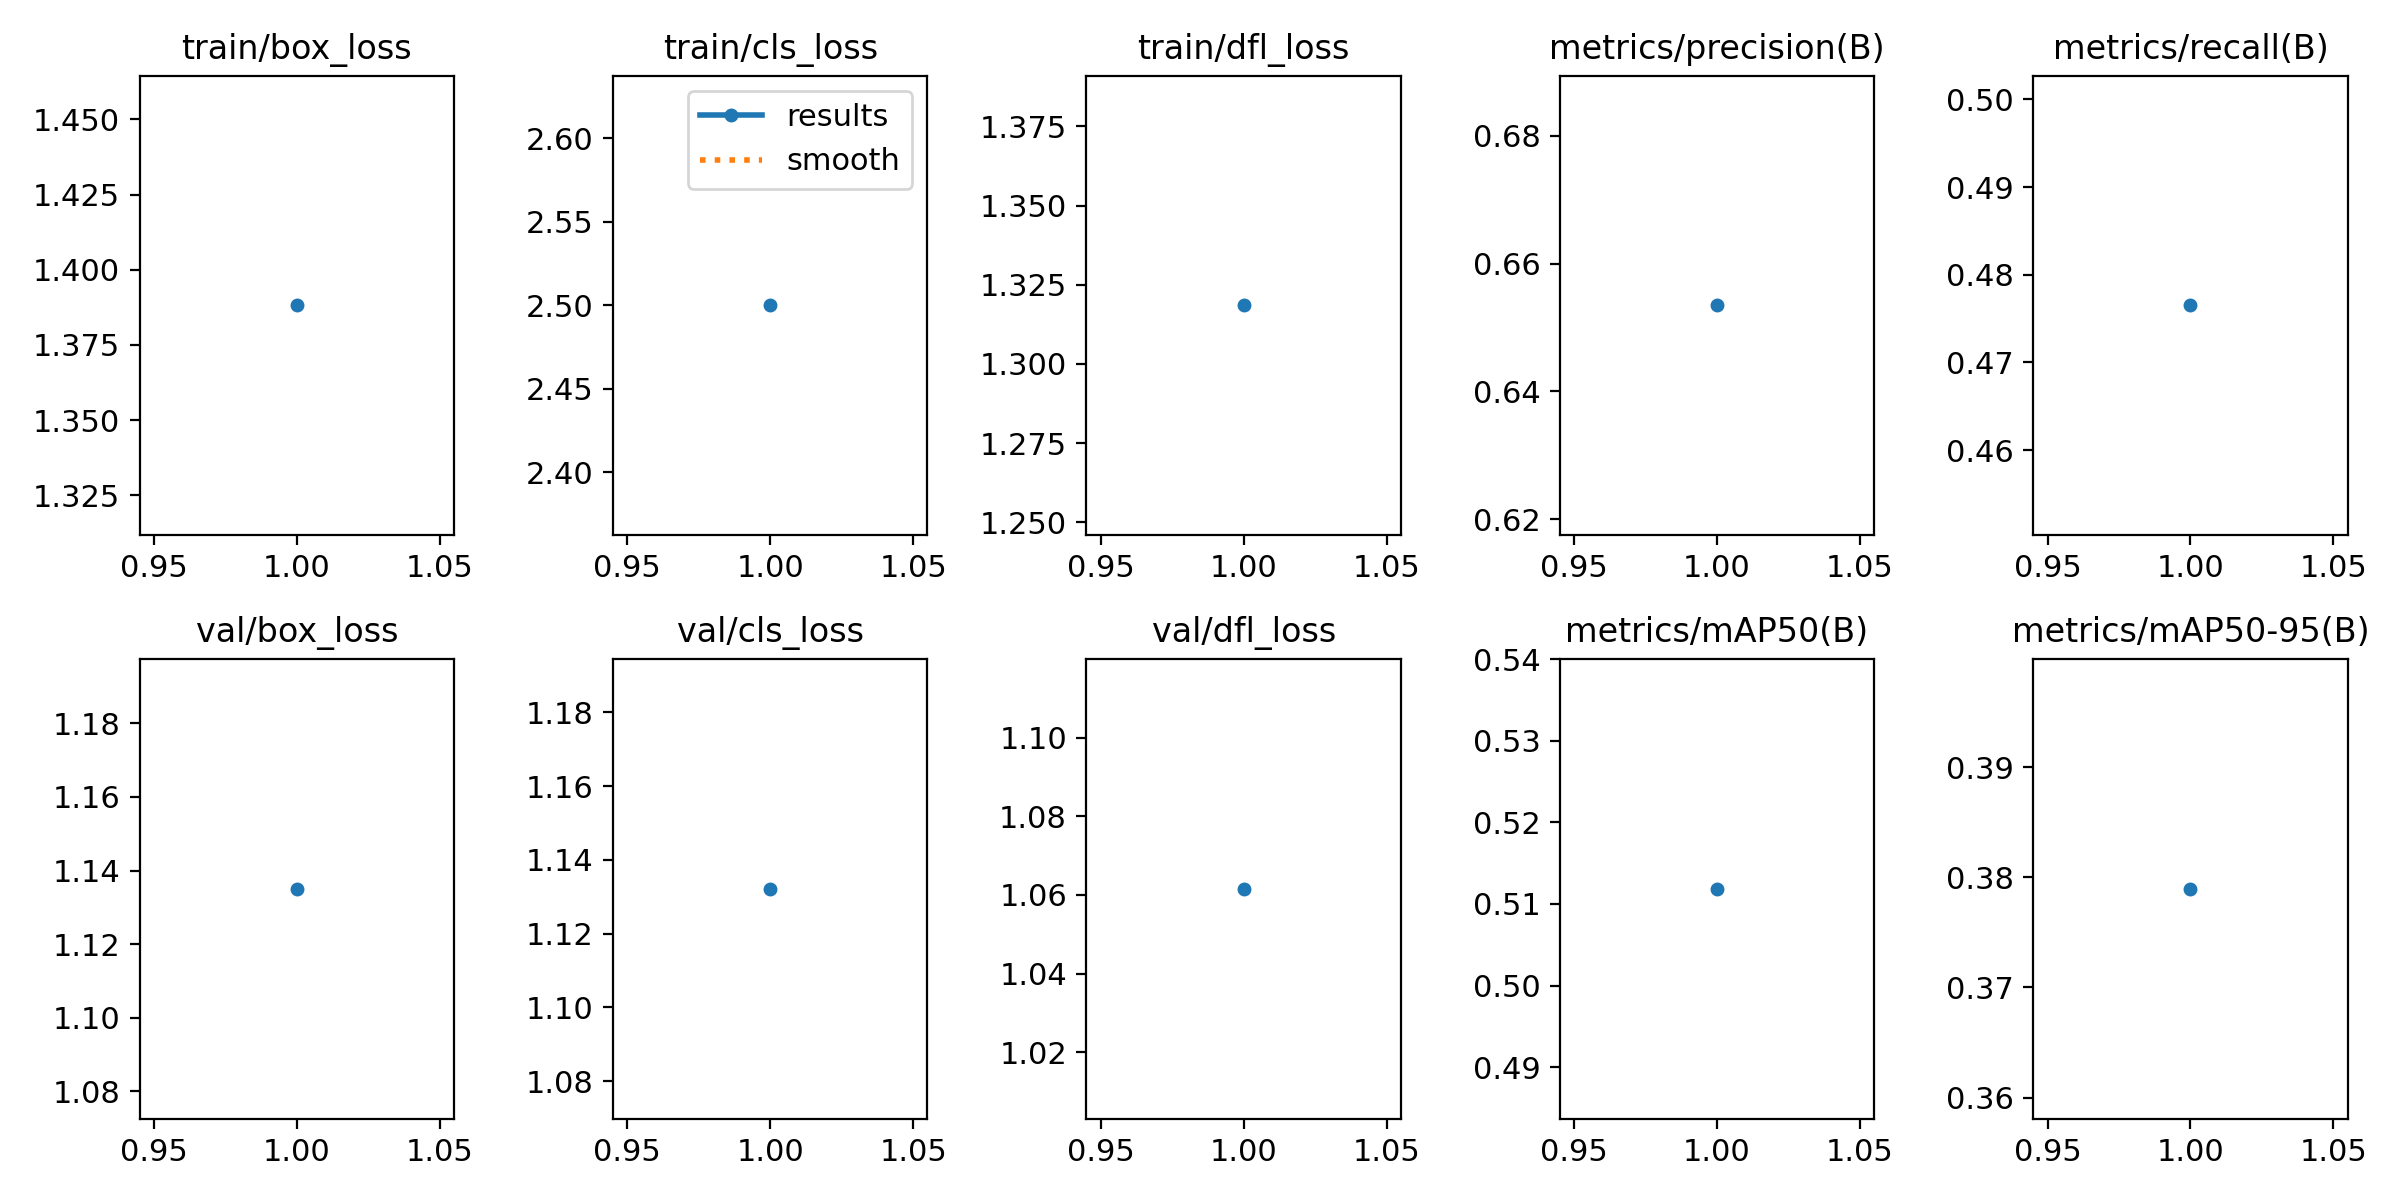 train/box_loss
1.450
1.425
1.400
1.375
1.350
1.325
0.95 1.00 1.05
train/cls_loss
results
smooth
2.60
2.55
2.50
2.45
2.40
0.95 1.00 1.05
train/dfl_loss
1.375
1.350
1.325
1.300
1.275
1.250
0.95 1.00 1.05
metrics/precision(B)
0.68
0.66
0.64
0.62
0.95 1.00 1.05
metrics/recall(B)
0.50
0.49
0.48
0.47
0.46
0.95 1.00 1.05
val/box_loss
1.18
1.16
1.14
1.12
1.10
1.08
0.95 1.00 1.05
val/cls_loss
1.18
1.16
1.14
1.12
1.10
1.08
0.95 1.00 1.05
val/dfl_loss
1.10
1.08
1.06
1.04
1.02
0.95 1.00 1.05
metrics/mAP50(B)
0.54
0.53
0.52
0.51
0.50
0.49
0.95 1.00 1.05
metrics/mAP50-95(B)
0.39
0.38
0.37
0.36
0.95 1.00 1.05